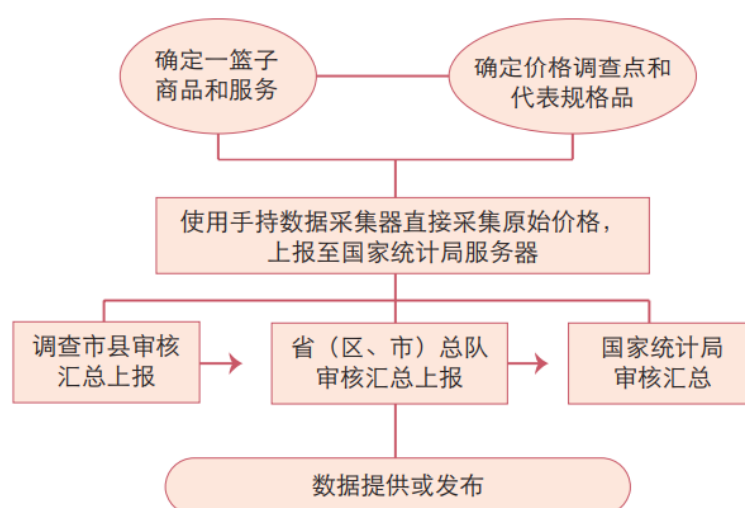 确定一篮子
商品和服务
确定价格调查点和
代表规格品
使用手持数据采集器直接采集原始价格，
上报至国家统计局服务器
调查市县审核
汇总上报
省（区、市）总队
审核汇总上报
国家统计局
审核汇总
数据提供或发布